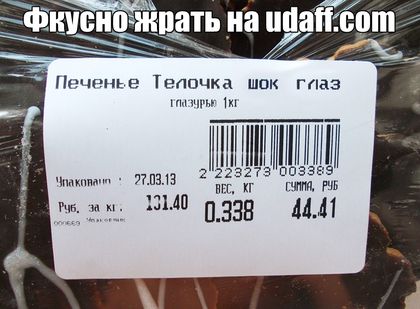 Фкусно жрать на udaff.com
Печенье Телочка шок глаз
глазурью 1кг
2 223273 003389
Упаковано : 27.03.13
ВЕС, КГ СУММА, РУБ
Руб. за кг: 131.40
0.338 44.41
000669 Упаковщик